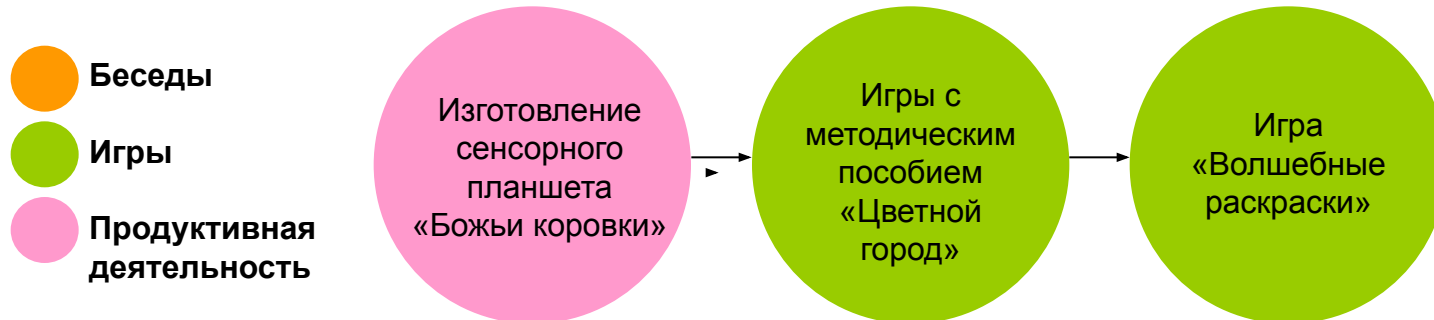 Беседы
Игры
Продуктивная
деятельность
Изготовление
сенсорного
планшета
«Божьи коровки»
Игры с
методическим
пособием
«Цветной
город»
Игра
«Волшебные
раскраски»